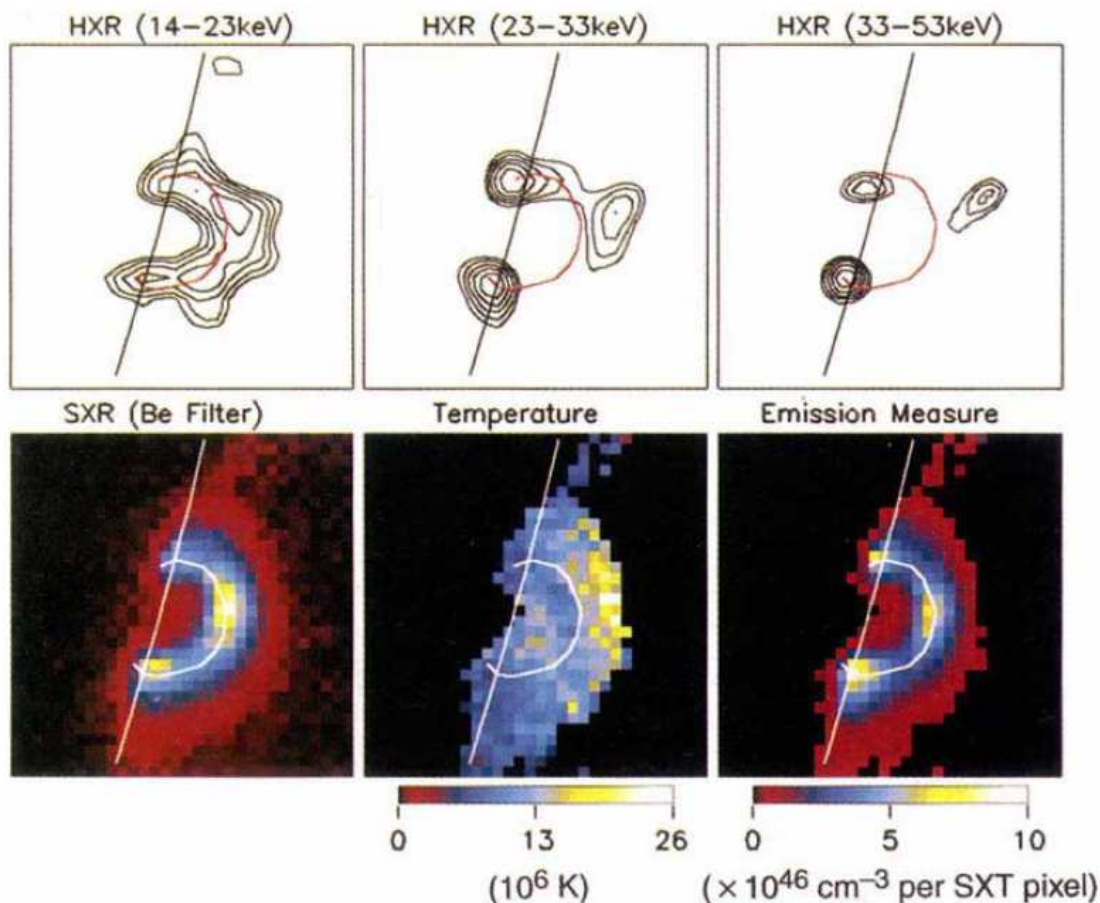 HXR (14−23keV)
HXR (23−33keV)
HXR (33−53keV)
SXR (Be Filter)
Temperature
Emission Measure
0 13 26
0 5 10
(10⁶ K)
(×10⁴⁶ cm⁻³ per SXT pixel)